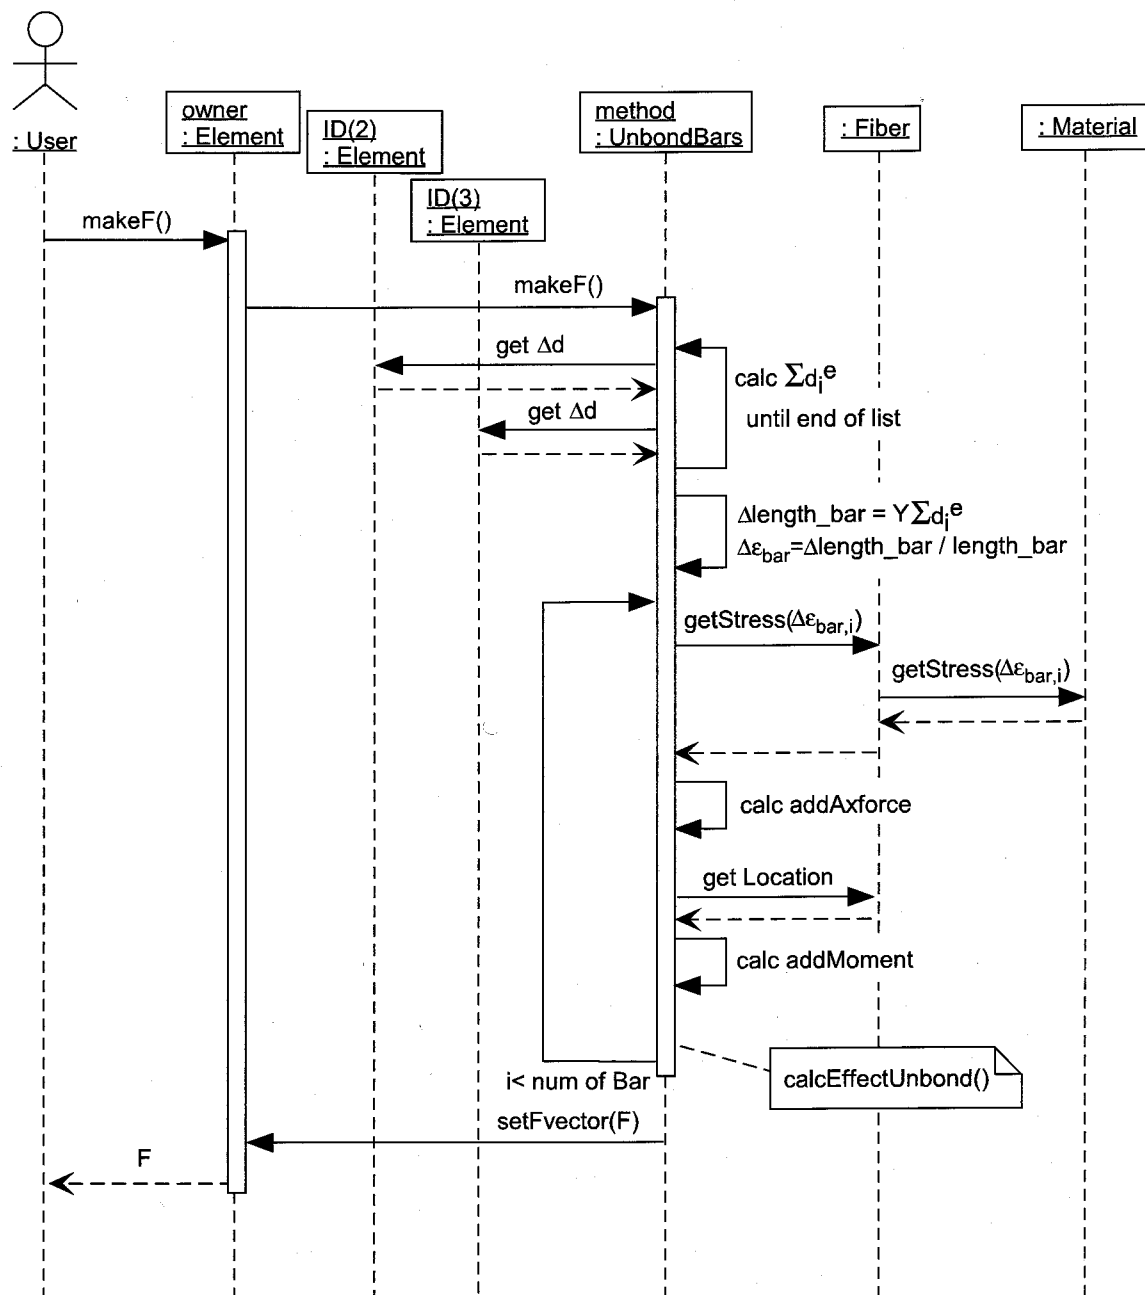 : User
owner
: Element
ID(2)
: Element
ID(3)
: Element
method
: UnbondBars
: Fiber
: Material
makeF()
makeF()
get Δd
calc Σdᵢᵉ
get Δd
until end of list
Δlength_bar = YΣdᵢᵉ
Δε_bar=Δlength_bar / length_bar
getStress(Δε_bar,i)
getStress(Δε_bar,i)
calc addAxforce
get Location
calc addMoment
i< num of Bar
calcEffectUnbond()
setFvector(F)
F